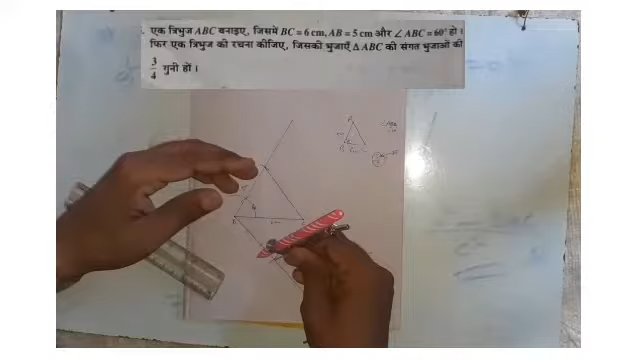 एक त्रिभुज ABC बनाइए, जिसमें BC = 6 cm, AB = 5 cm और ∠ ABC = 60° हो।
फिर एक त्रिभुज की रचना कीजिए, जिसकी भुजाएँ Δ ABC की संगत भुजाओं की
3/4 गुनी हों।